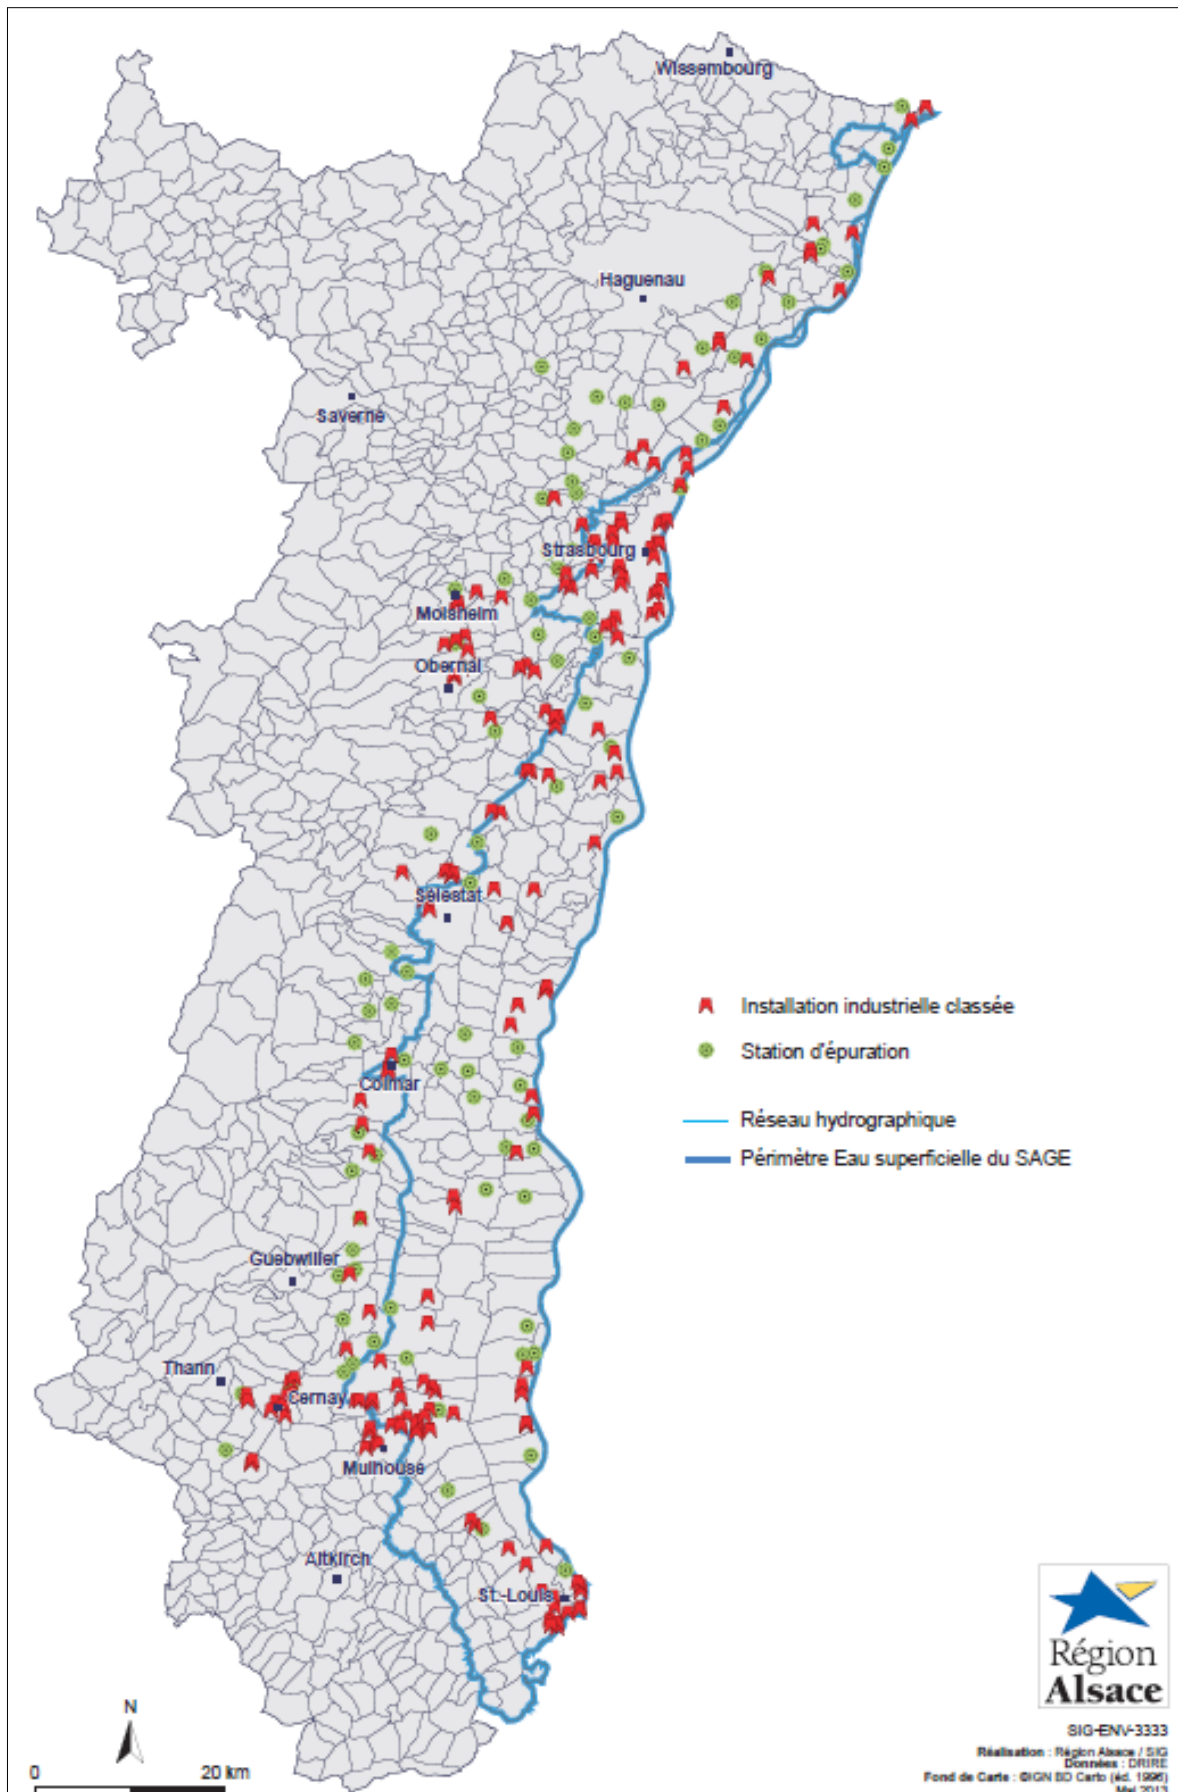 Wissembourg
Haguenau
Saverne
Strasbourg
Molsheim
Obernai
Sélestat
Installation industrielle classée
Station d'épuration
Colmar
Réseau hydrographique
Périmètre Eau superficielle du SAGE
Guebwiller
Thann
Cernay
Mulhouse
Altkirch
St.-Louis
Région
Alsace
N
SIG-ENV-3333
Réalisation : Région Alsace / SIG
Données : DRIRE
0 20 km
Fond de Carte : ©IGN BD Carto (éd. 1996)
Mai 2013